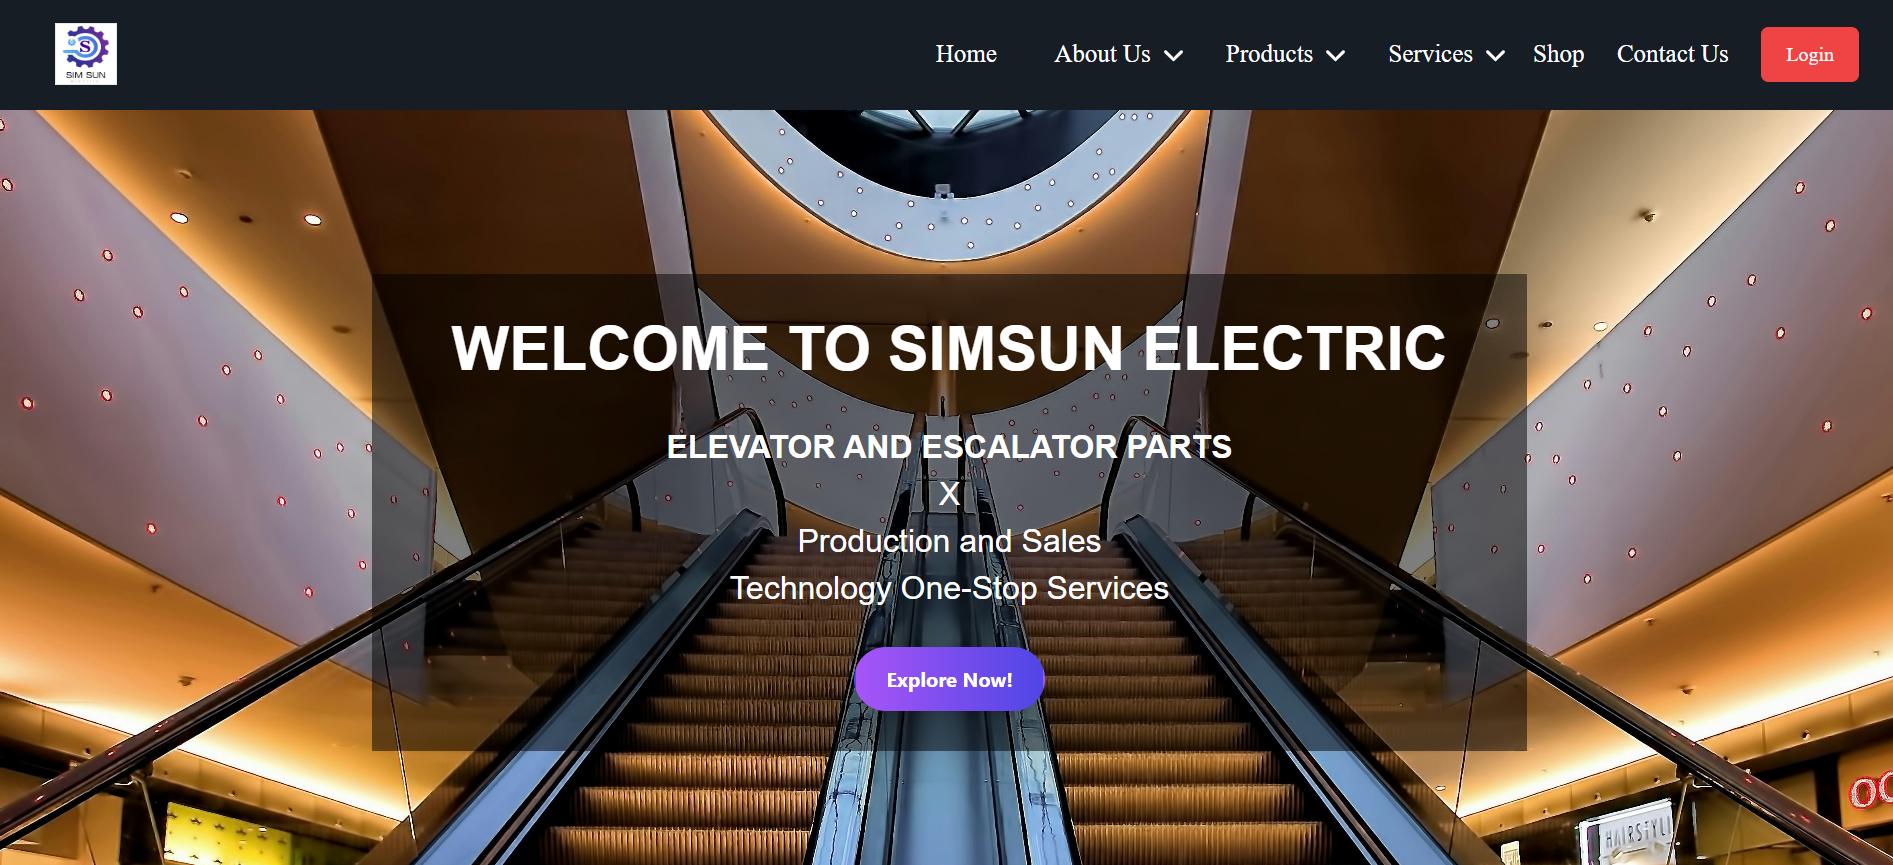 S
SIM SUN
Home
About Us
Products
Services
Shop
Contact Us
Login
WELCOME TO SIMSUN ELECTRIC
ELEVATOR AND ESCALATOR PARTS
X
Production and Sales
Technology One-Stop Services
Explore Now!